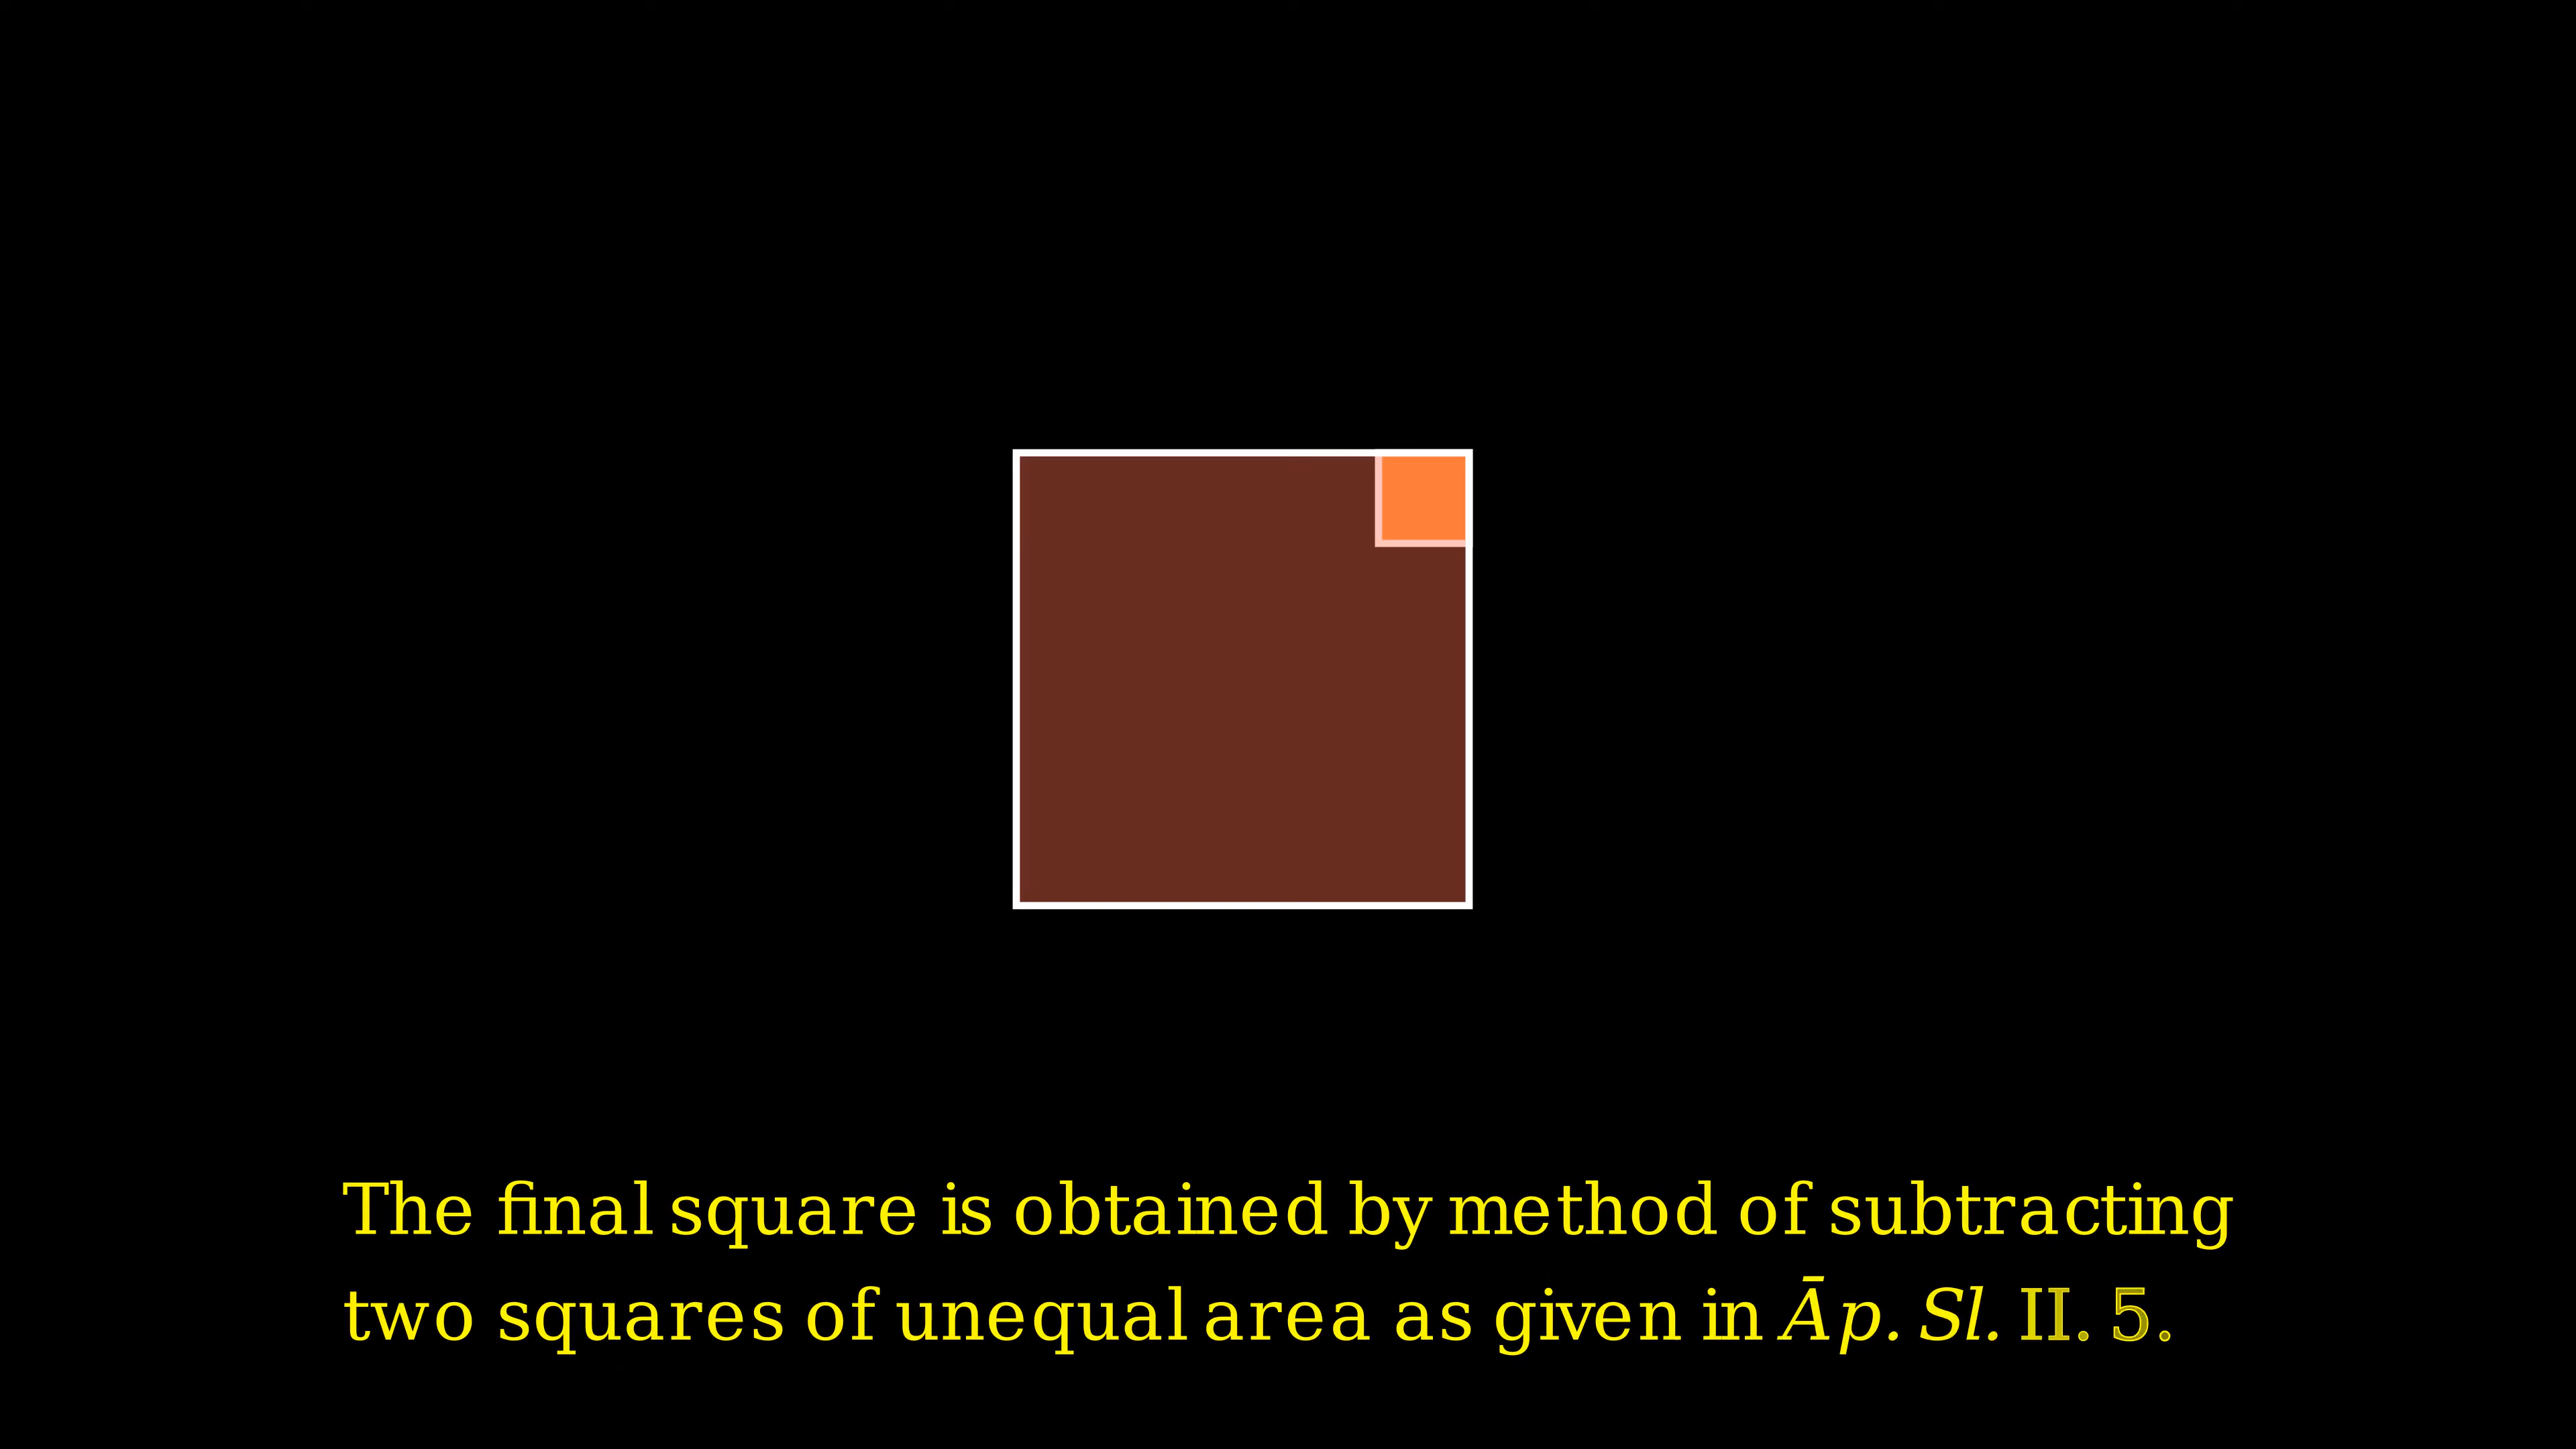 The final square is obtained by method of subtracting
two squares of unequal area as given in Āp. Sl. II. 5.